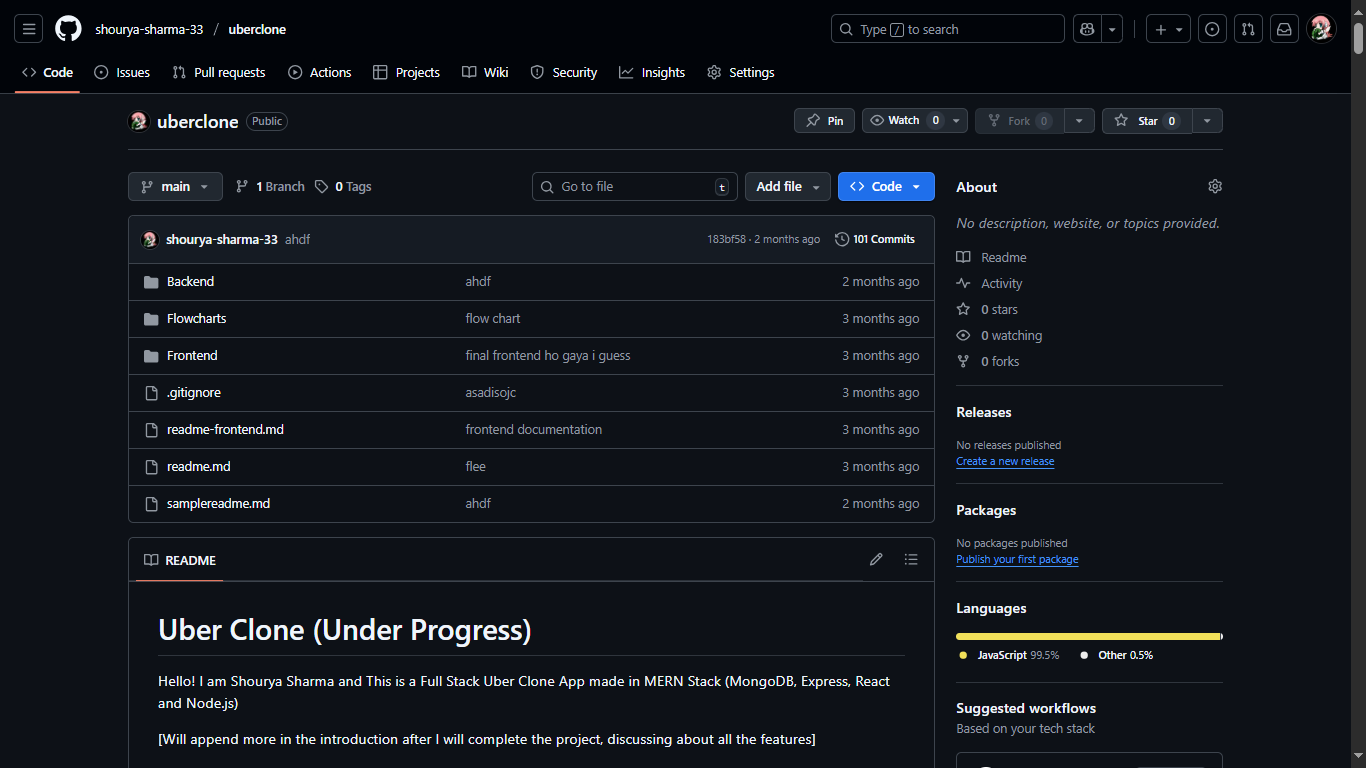 shourya-sharma-33 / uberclone
Type / to search
Code Issues Pull requests Actions Projects Wiki Security Insights Settings
uberclone Public
Pin Watch 0 Fork 0 Star 0
main 1 Branch 0 Tags Go to file t Add file Code
shourya-sharma-33 ahdf 183bf58 · 2 months ago 101 Commits
Backend ahdf 2 months ago
Flowcharts flow chart 3 months ago
Frontend final frontend ho gaya i guess 3 months ago
.gitignore asadisojc 3 months ago
readme-frontend.md frontend documentation 3 months ago
readme.md flee 3 months ago
samplereadme.md ahdf 2 months ago
README
Uber Clone (Under Progress)
Hello! I am Shourya Sharma and This is a Full Stack Uber Clone App made in MERN Stack (MongoDB, Express, React
and Node.js)
[Will append more in the introduction after I will complete the project, discussing about all the features]
About
No description, website, or topics provided.
Readme
Activity
0 stars
0 watching
0 forks
Releases
No releases published
Create a new release
Packages
No packages published
Publish your first package
Languages
JavaScript 99.5% Other 0.5%
Suggested workflows
Based on your tech stack